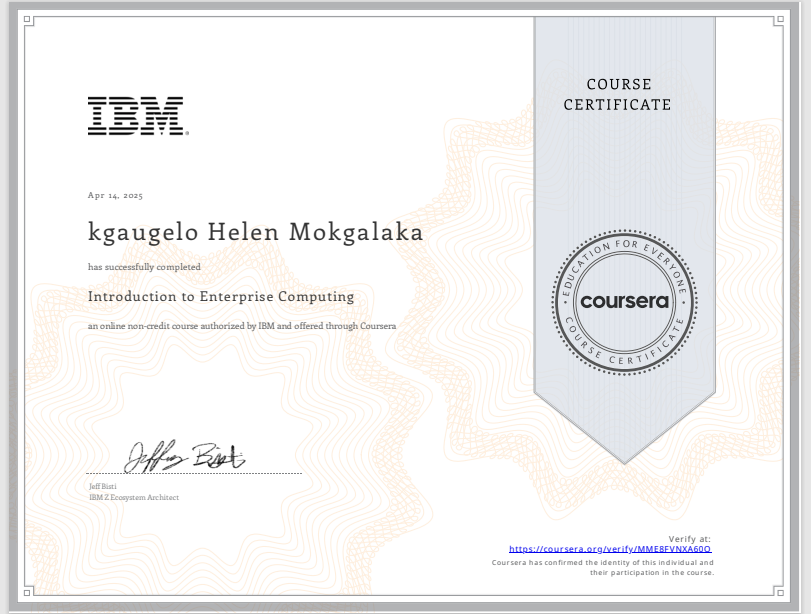 COURSE
CERTIFICATE
IBM®
Apr 14, 2025
kgaugelo Helen Mokgalaka
has successfully completed
Introduction to Enterprise Computing
an online non-credit course authorized by IBM and offered through Coursera
EDUCATION FOR EVERYONE
coursera
COURSE CERTIFICATE
Jeff Bisti
IBM Z Ecosystem Architect
Verify at:
https://coursera.org/verify/MME8FVNXA60O
Coursera has confirmed the identity of this individual and
their participation in the course.